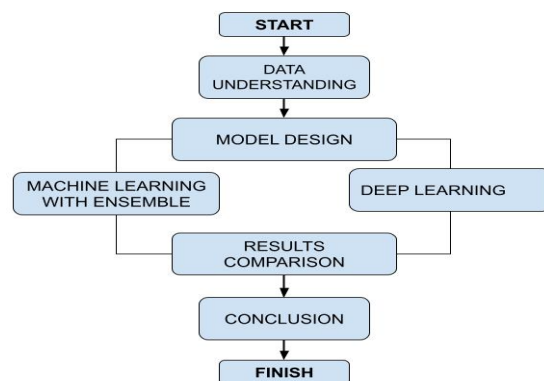 START
DATA
UNDERSTANDING
MODEL DESIGN
MACHINE LEARNING
WITH ENSEMBLE
DEEP LEARNING
RESULTS
COMPARISON
CONCLUSION
FINISH